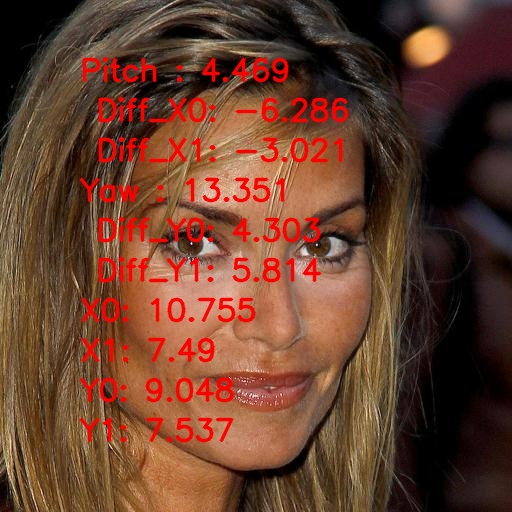 Pitch : 4.469
Diff_X0: -6.286
Diff_X1: -3.021
Yaw : 13.351
Diff_Y0: 4.303
Diff_Y1: 5.814
X0: 10.755
X1: 7.49
Y0: 9.048
Y1: 7.537